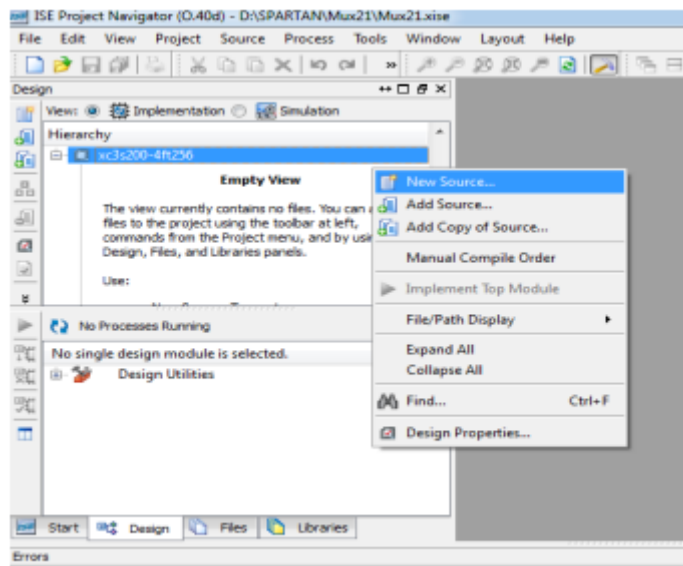 ISE Project Navigator (O.40d) - D:\SPARTAN\Mux21\Mux21.xise
File Edit View Project Source Process Tools Window Layout Help
Design
View: Implementation Simulation
Hierarchy
xc3s200-4ft256
Empty View
The view currently contains no files. You can
files to the project using the toolbar at left,
commands from the Project menu, and by
Design, Files, and Libraries panels.
Use:
No Processes Running
No single design module is selected.
Design Utilities
New Source...
Add Source...
Add Copy of Source...
Manual Compile Order
Implement Top Module
File/Path Display
Expand All
Collapse All
Find... Ctrl+F
Design Properties...
Start Design Files Libraries
Errors